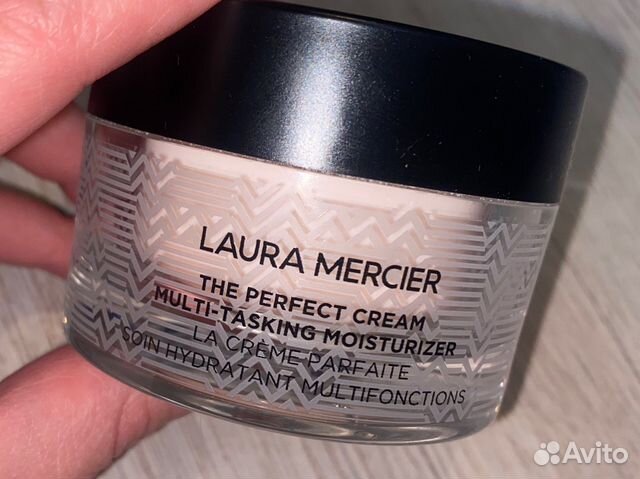 LAURA MERCIER
THE PERFECT CREAM
MULTI-TASKING MOISTURIZER
LA CRÈME PARFAITE
SOIN HYDRATANT MULTIFONCTIONS
Avito